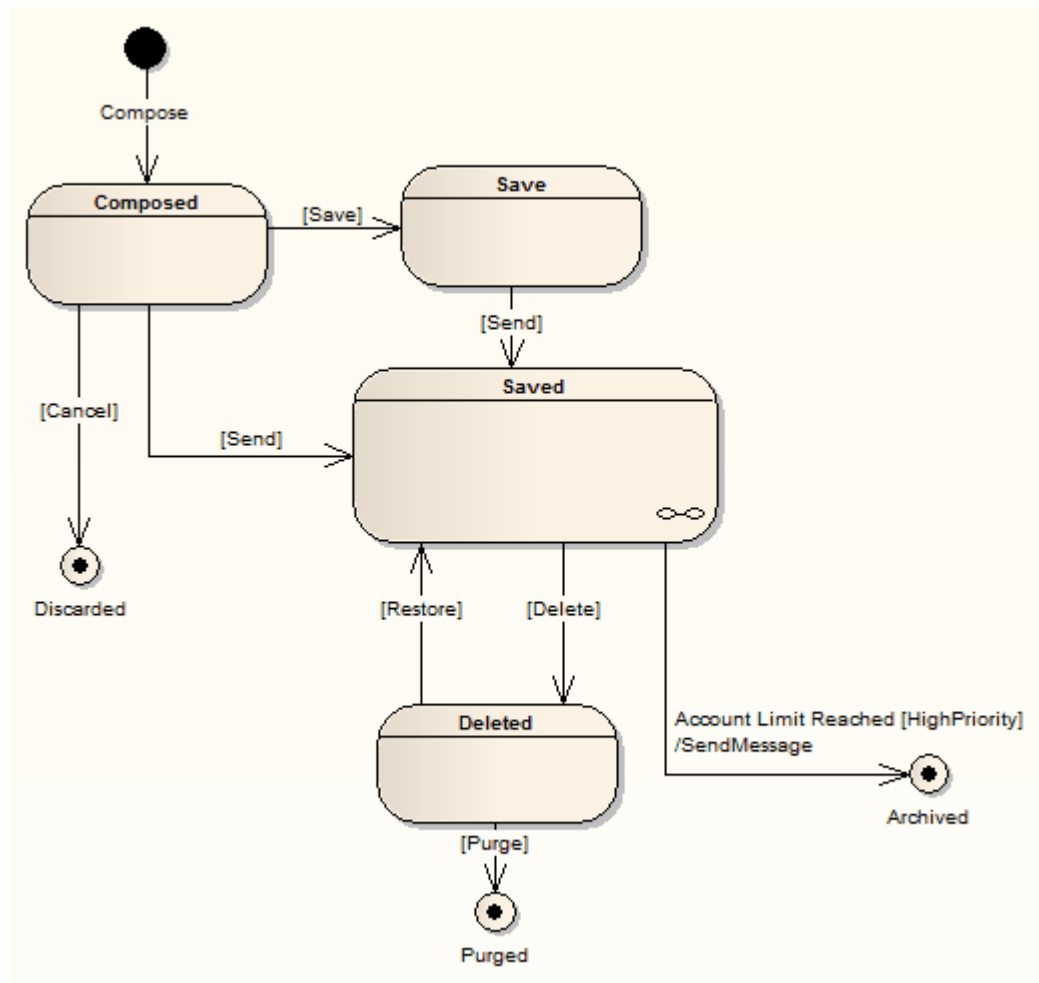 Compose
Composed
Save
[Save]
[Send]
Saved
[Cancel]
[Send]
Discarded
[Restore]
[Delete]
Deleted
Account Limit Reached [HighPriority]
/SendMessage
Archived
[Purge]
Purged